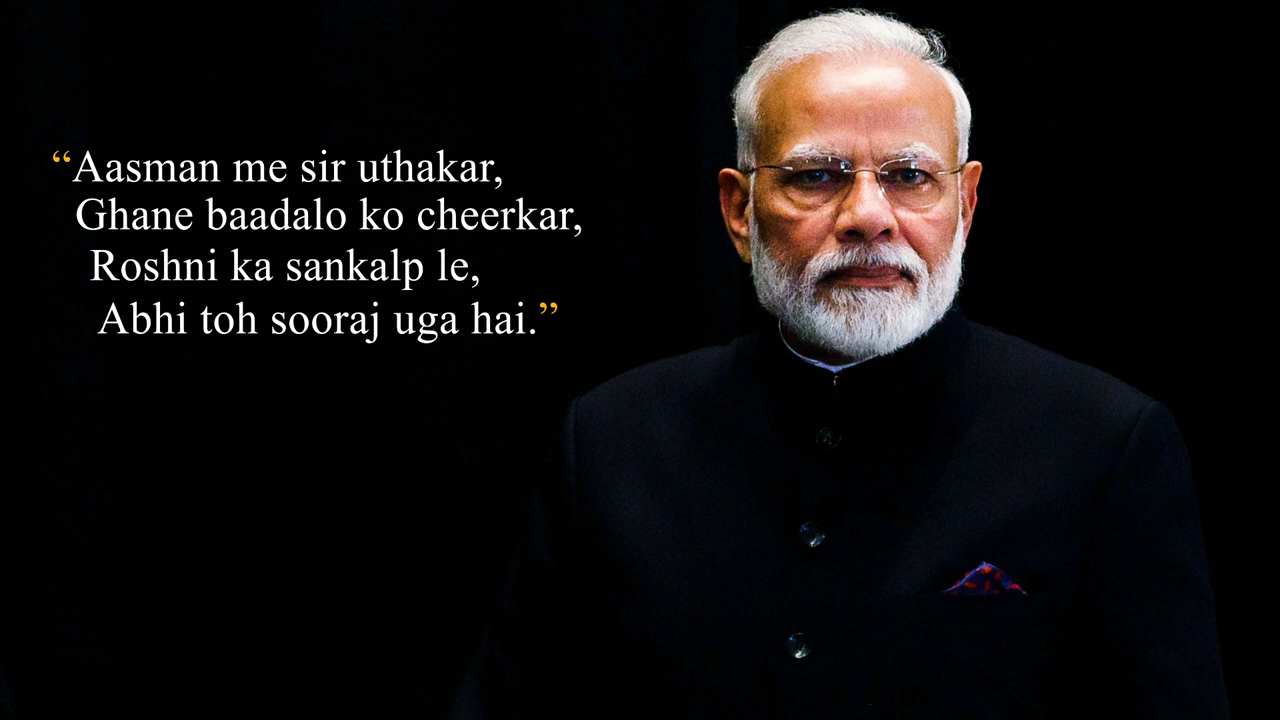 “Aasman me sir uthakar,
Ghane baadalo ko cheerkar,
Roshni ka sankalp le,
Abhi toh sooraj uga hai.”